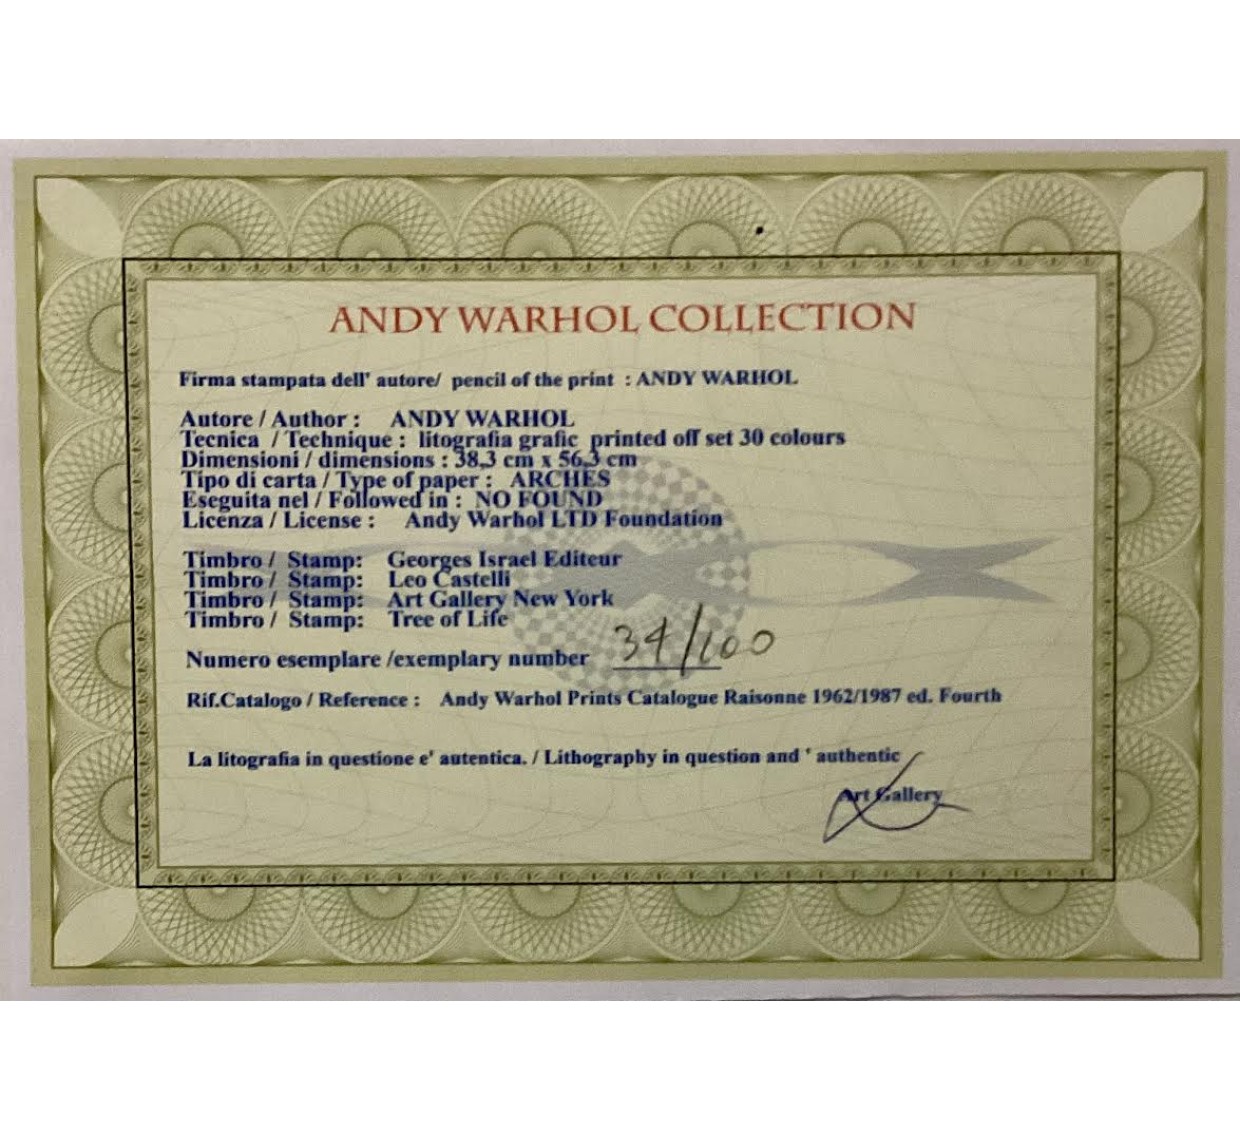 ANDY WARHOL COLLECTION
Firma stampata dell' autore/ pencil of the print : ANDY WARHOL
Autore / Author : ANDY WARHOL
Tecnica / Technique : litografia grafic printed off set 30 colours
Dimensioni / dimensions : 38,3 cm x 56,3 cm
Tipo di carta / Type of paper : ARCHES
Eseguita nel / Followed in : NO FOUND
Licenza / License : Andy Warhol LTD Foundation
Timbro / Stamp: Georges Israel Editeur
Timbro / Stamp: Leo Castelli
Timbro / Stamp: Art Gallery New York
Timbro / Stamp: Tree of Life
Numero esemplare /exemplary number 34/100
Rif.Catalogo / Reference : Andy Warhol Prints Catalogue Raisonne 1962/1987 ed. Fourth
La litografia in questione e' autentica. / Lithography in question and ' authentic
Art Gallery